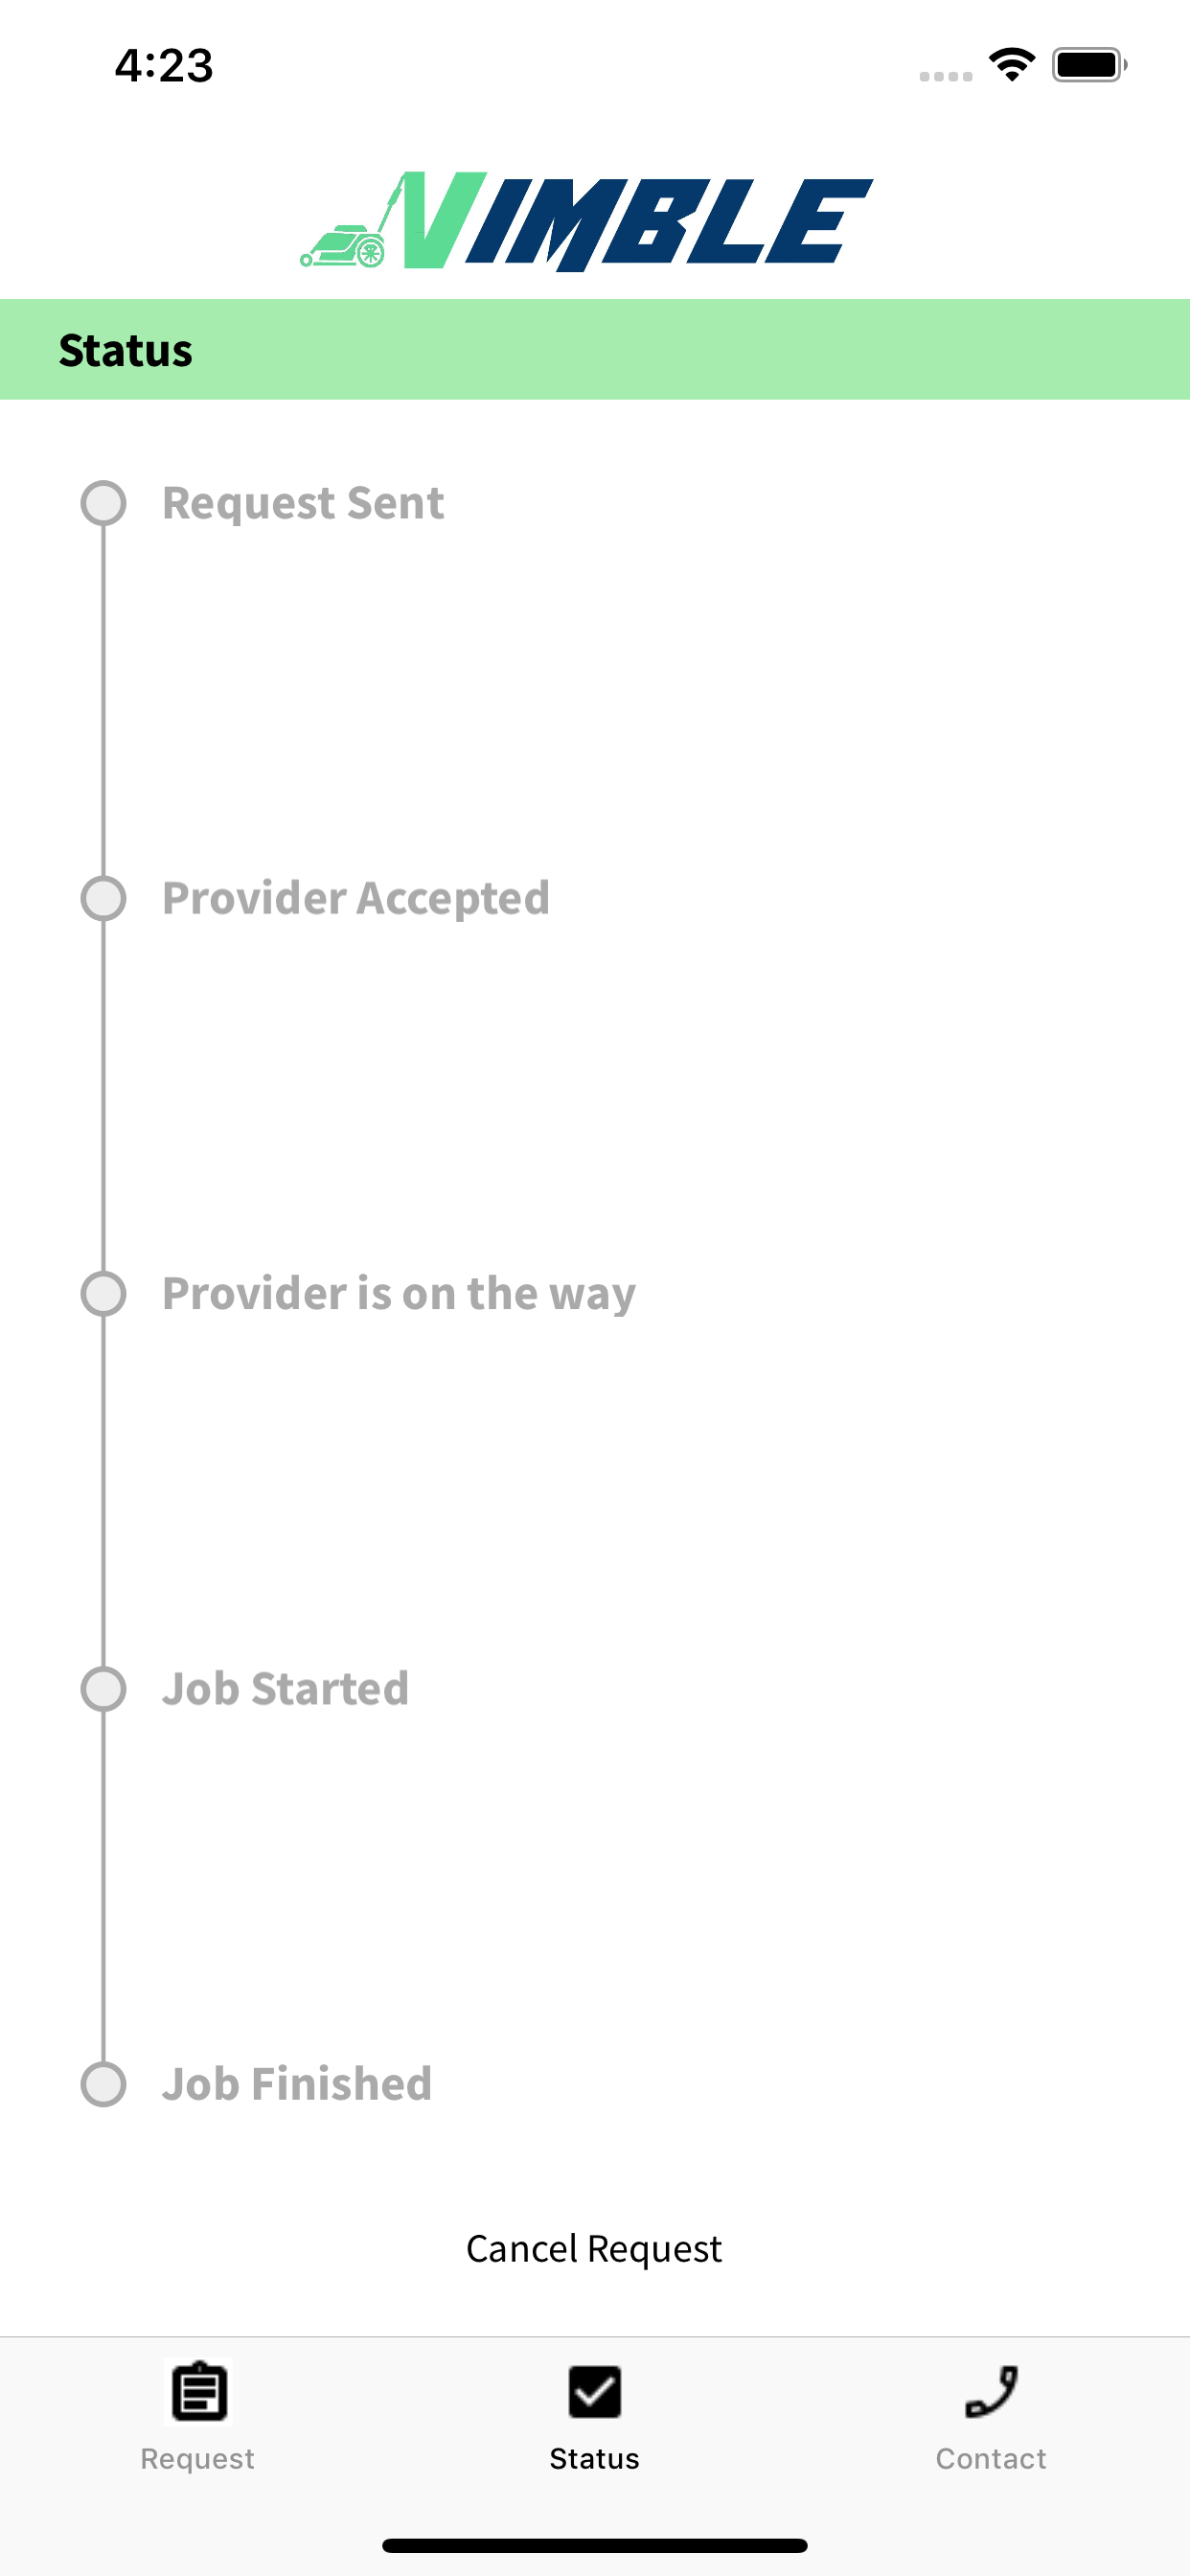 4:23
NIMBLE
Status
Request Sent
Provider Accepted
Provider is on the way
Job Started
Job Finished
Cancel Request
Request
Status
Contact